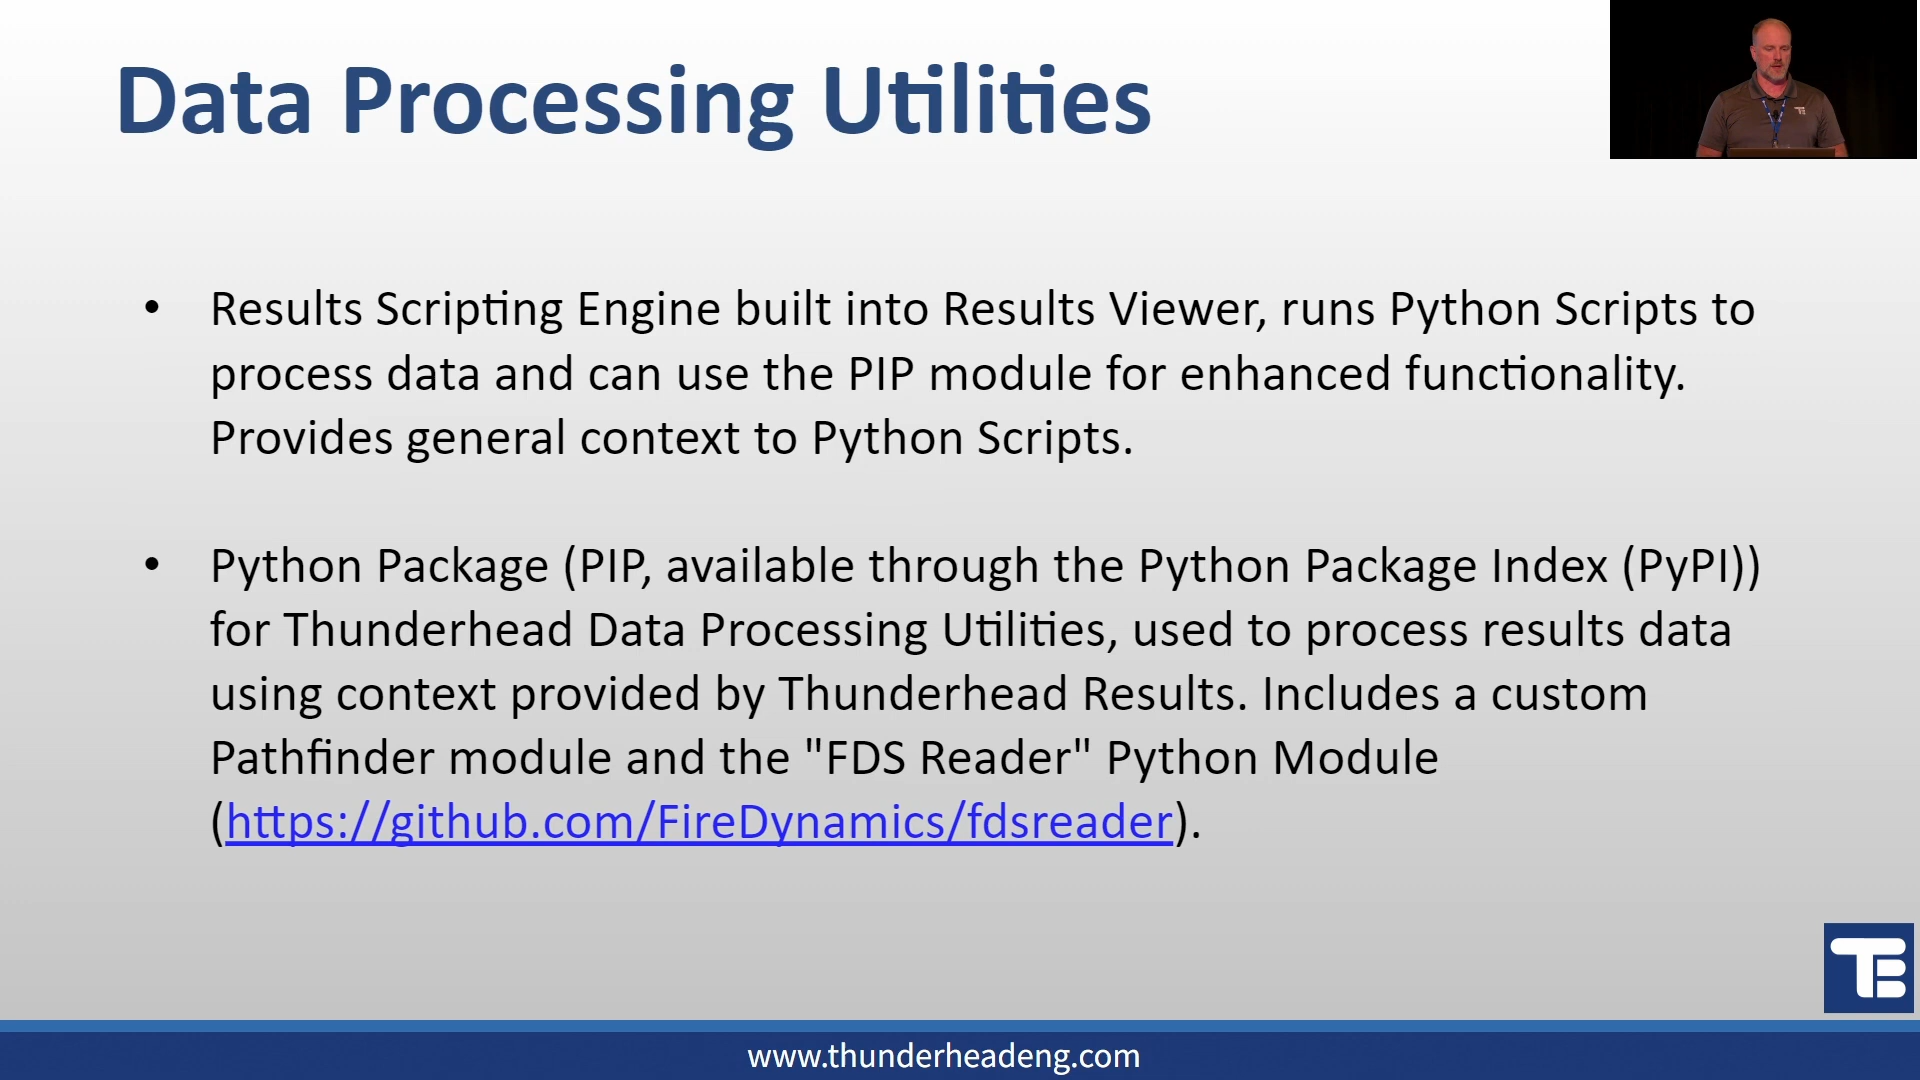 Data Processing Utilities
• Results Scripting Engine built into Results Viewer, runs Python Scripts to
process data and can use the PIP module for enhanced functionality.
Provides general context to Python Scripts.
• Python Package (PIP, available through the Python Package Index (PyPI))
for Thunderhead Data Processing Utilities, used to process results data
using context provided by Thunderhead Results. Includes a custom
Pathfinder module and the "FDS Reader" Python Module
(https://github.com/FireDynamics/fdsreader).
TE
www.thunderheadeng.com